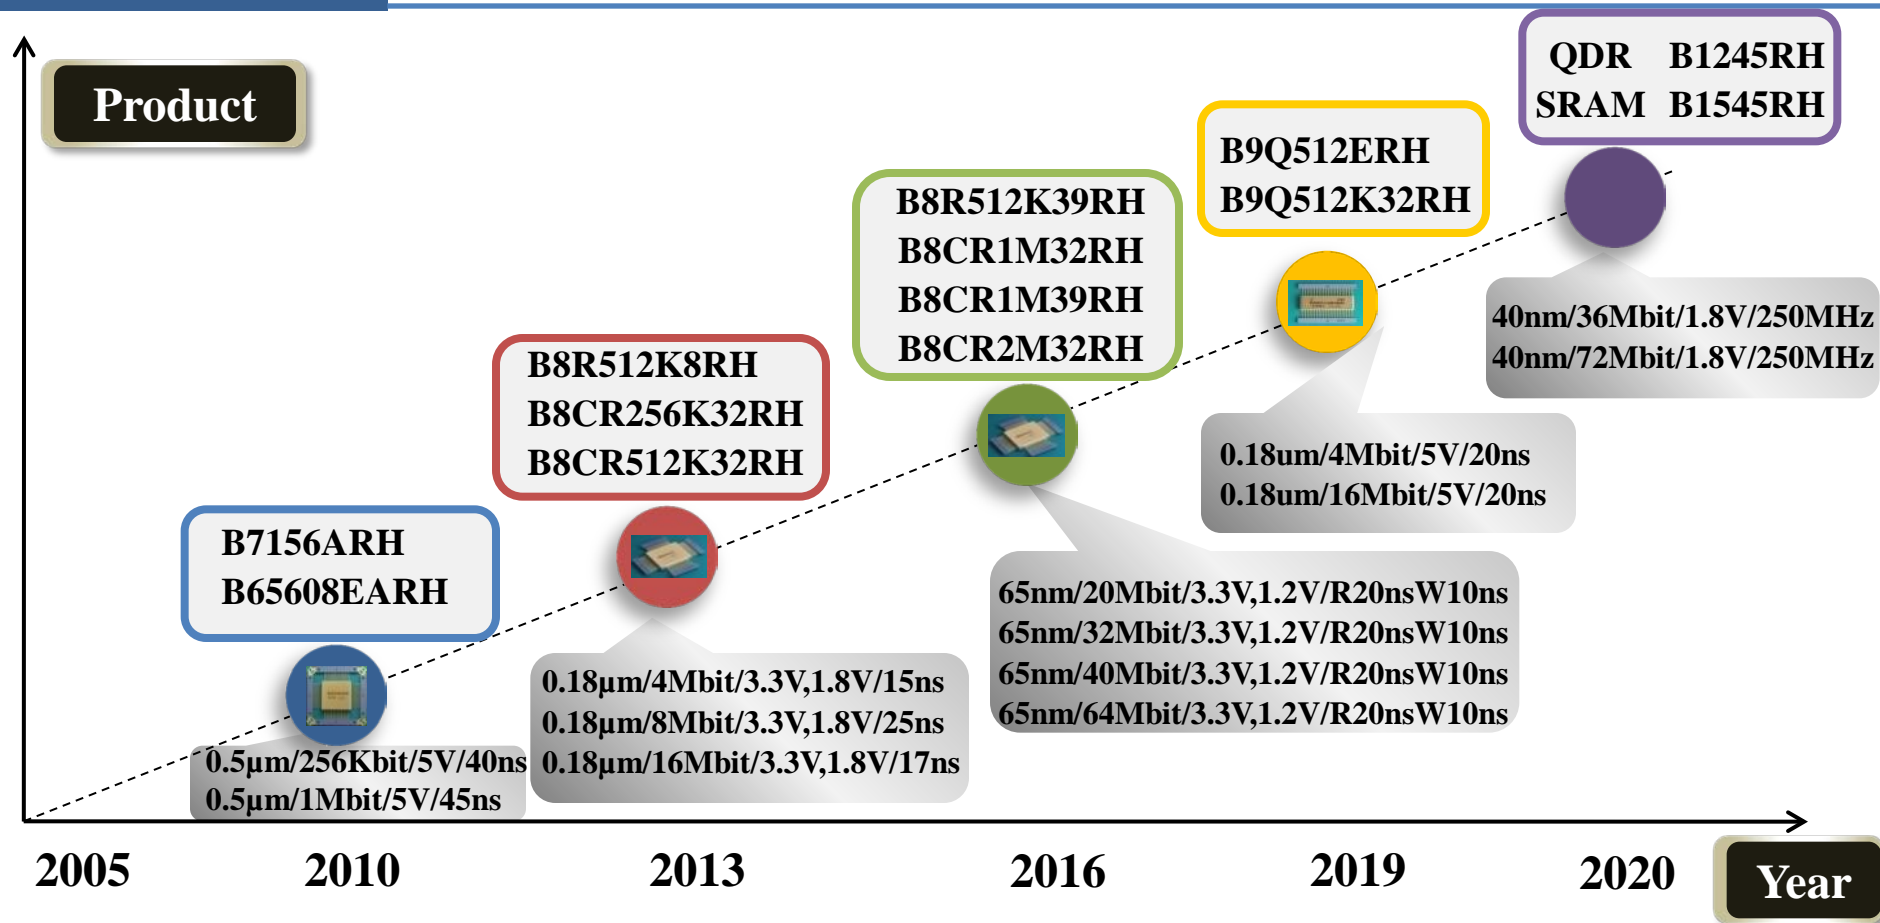 Product
QDR B1245RH
SRAM B1545RH
B9Q512ERH
B9Q512K32RH
B8R512K39RH
B8CR1M32RH
B8CR1M39RH
B8CR2M32RH
40nm/36Mbit/1.8V/250MHz
40nm/72Mbit/1.8V/250MHz
B8R512K8RH
B8CR256K32RH
B8CR512K32RH
0.18um/4Mbit/5V/20ns
0.18um/16Mbit/5V/20ns
B7156ARH
B65608EARH
65nm/20Mbit/3.3V,1.2V/R20nsW10ns
65nm/32Mbit/3.3V,1.2V/R20nsW10ns
65nm/40Mbit/3.3V,1.2V/R20nsW10ns
65nm/64Mbit/3.3V,1.2V/R20nsW10ns
0.18μm/4Mbit/3.3V,1.8V/15ns
0.18μm/8Mbit/3.3V,1.8V/25ns
0.18μm/16Mbit/3.3V,1.8V/17ns
0.5μm/256Kbit/5V/40ns
0.5μm/1Mbit/5V/45ns
2005 2010 2013 2016 2019 2020 Year